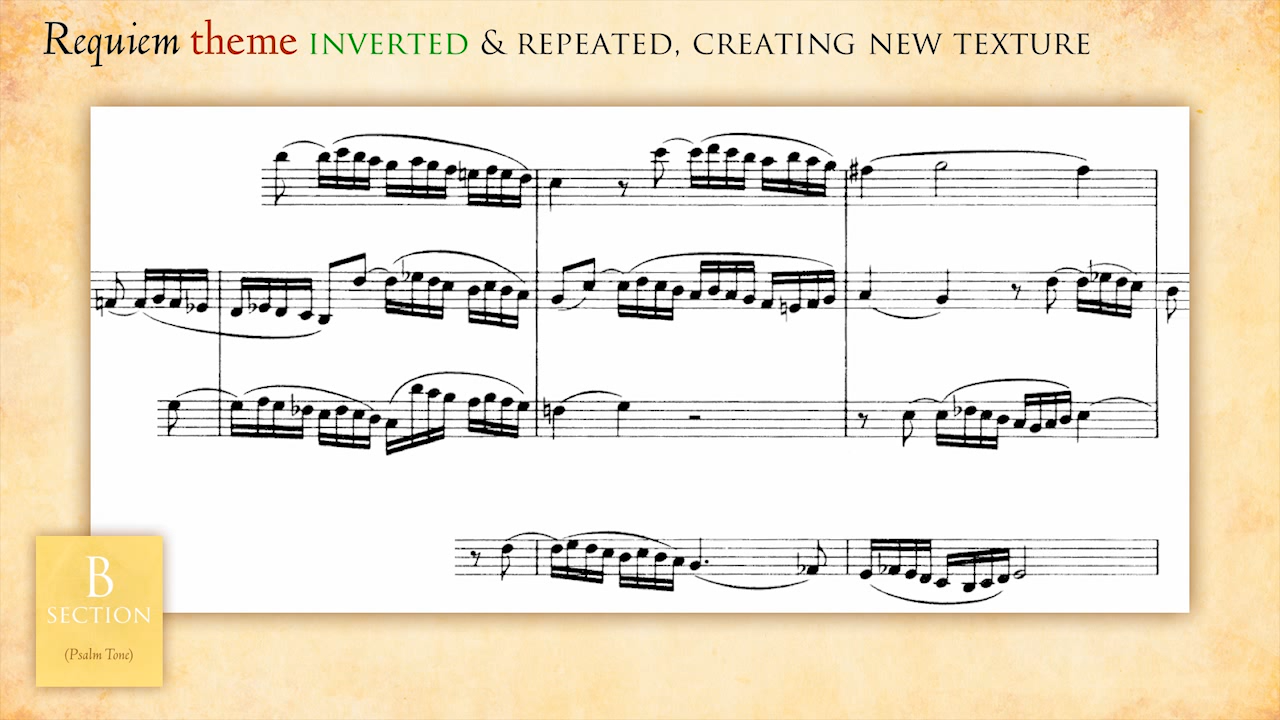 Requiem theme INVERTED & REPEATED, CREATING NEW TEXTURE
B
SECTION
(Psalm Tone)